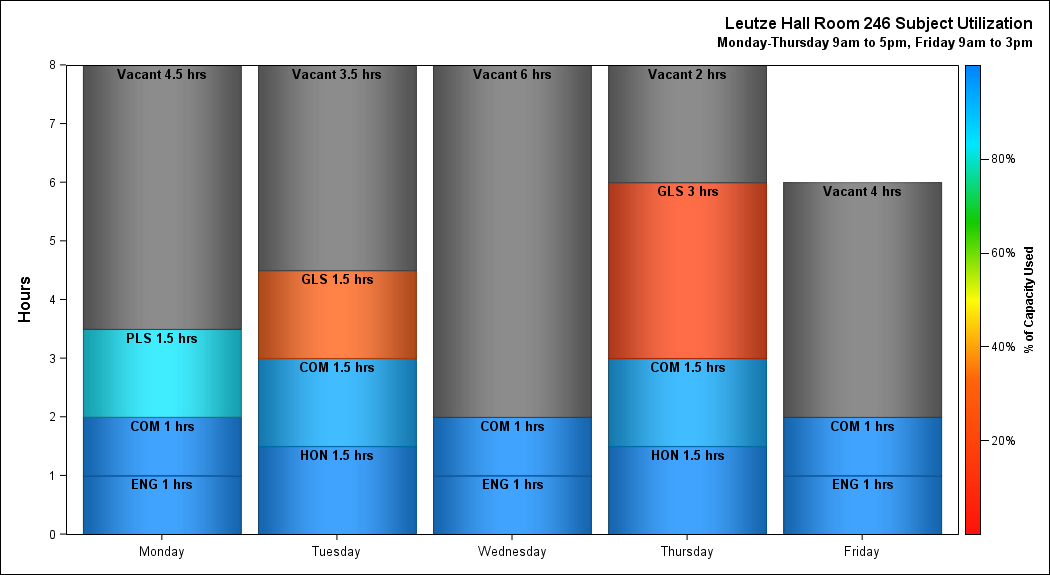 Leutze Hall Room 246 Subject Utilization
Monday-Thursday 9am to 5pm, Friday 9am to 3pm
Hours
8
7
6
5
4
3
2
1
0
Vacant 4.5 hrs
PLS 1.5 hrs
COM 1 hrs
ENG 1 hrs
Vacant 3.5 hrs
GLS 1.5 hrs
COM 1.5 hrs
HON 1.5 hrs
Vacant 6 hrs
COM 1 hrs
ENG 1 hrs
Vacant 2 hrs
GLS 3 hrs
COM 1.5 hrs
HON 1.5 hrs
Vacant 4 hrs
COM 1 hrs
ENG 1 hrs
Monday
Tuesday
Wednesday
Thursday
Friday
80%
60%
40%
20%
% of Capacity Used